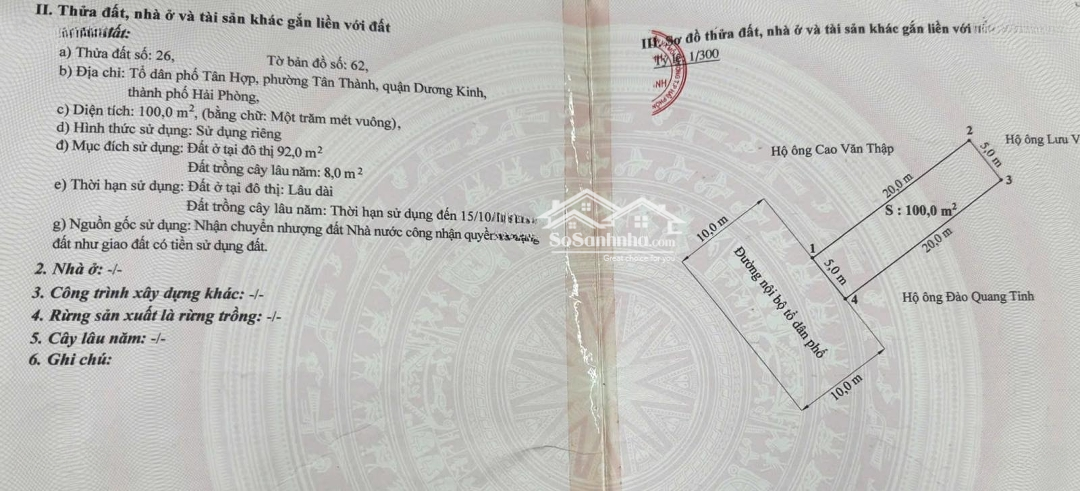 II. Thửa đất, nhà ở và tài sản khác gắn liền với đất
đất:
a) Thửa đất số: 26, Tờ bản đồ số: 62,
b) Địa chỉ: Tổ dân phố Tân Hợp, phường Tân Thành, quận Dương Kinh,
thành phố Hải Phòng,
c) Diện tích: 100,0 m², (bằng chữ: Một trăm mét vuông),
d) Hình thức sử dụng: Sử dụng riêng
đ) Mục đích sử dụng: Đất ở tại đô thị 92,0 m²
Đất trồng cây lâu năm: 8,0 m²
e) Thời hạn sử dụng: Đất ở tại đô thị: Lâu dài
Đất trồng cây lâu năm: Thời hạn sử dụng đến 15/10/
g) Nguồn gốc sử dụng: Nhận chuyển nhượng đất Nhà nước công nhận quyền
đất như giao đất có tiền sử dụng đất.
2. Nhà ở: -/-
3. Công trình xây dựng khác: -/-
4. Rừng sản xuất là rừng trồng: -/-
5. Cây lâu năm: -/-
6. Ghi chú:
SoSanhnha.com
Great choice for you
III. Sơ đồ thửa đất, nhà ở và tài sản khác gắn liền với
Tỷ lệ 1/300
Hộ ông Cao Văn Thập
2
5,0 m
Hộ ông Lưu V
3
20,0 m
S : 100,0 m²
20,0 m
10,0 m
1
5,0 m
4
Hộ ông Đào Quang Tinh
Đường nội bộ tổ dân phố
10,0 m